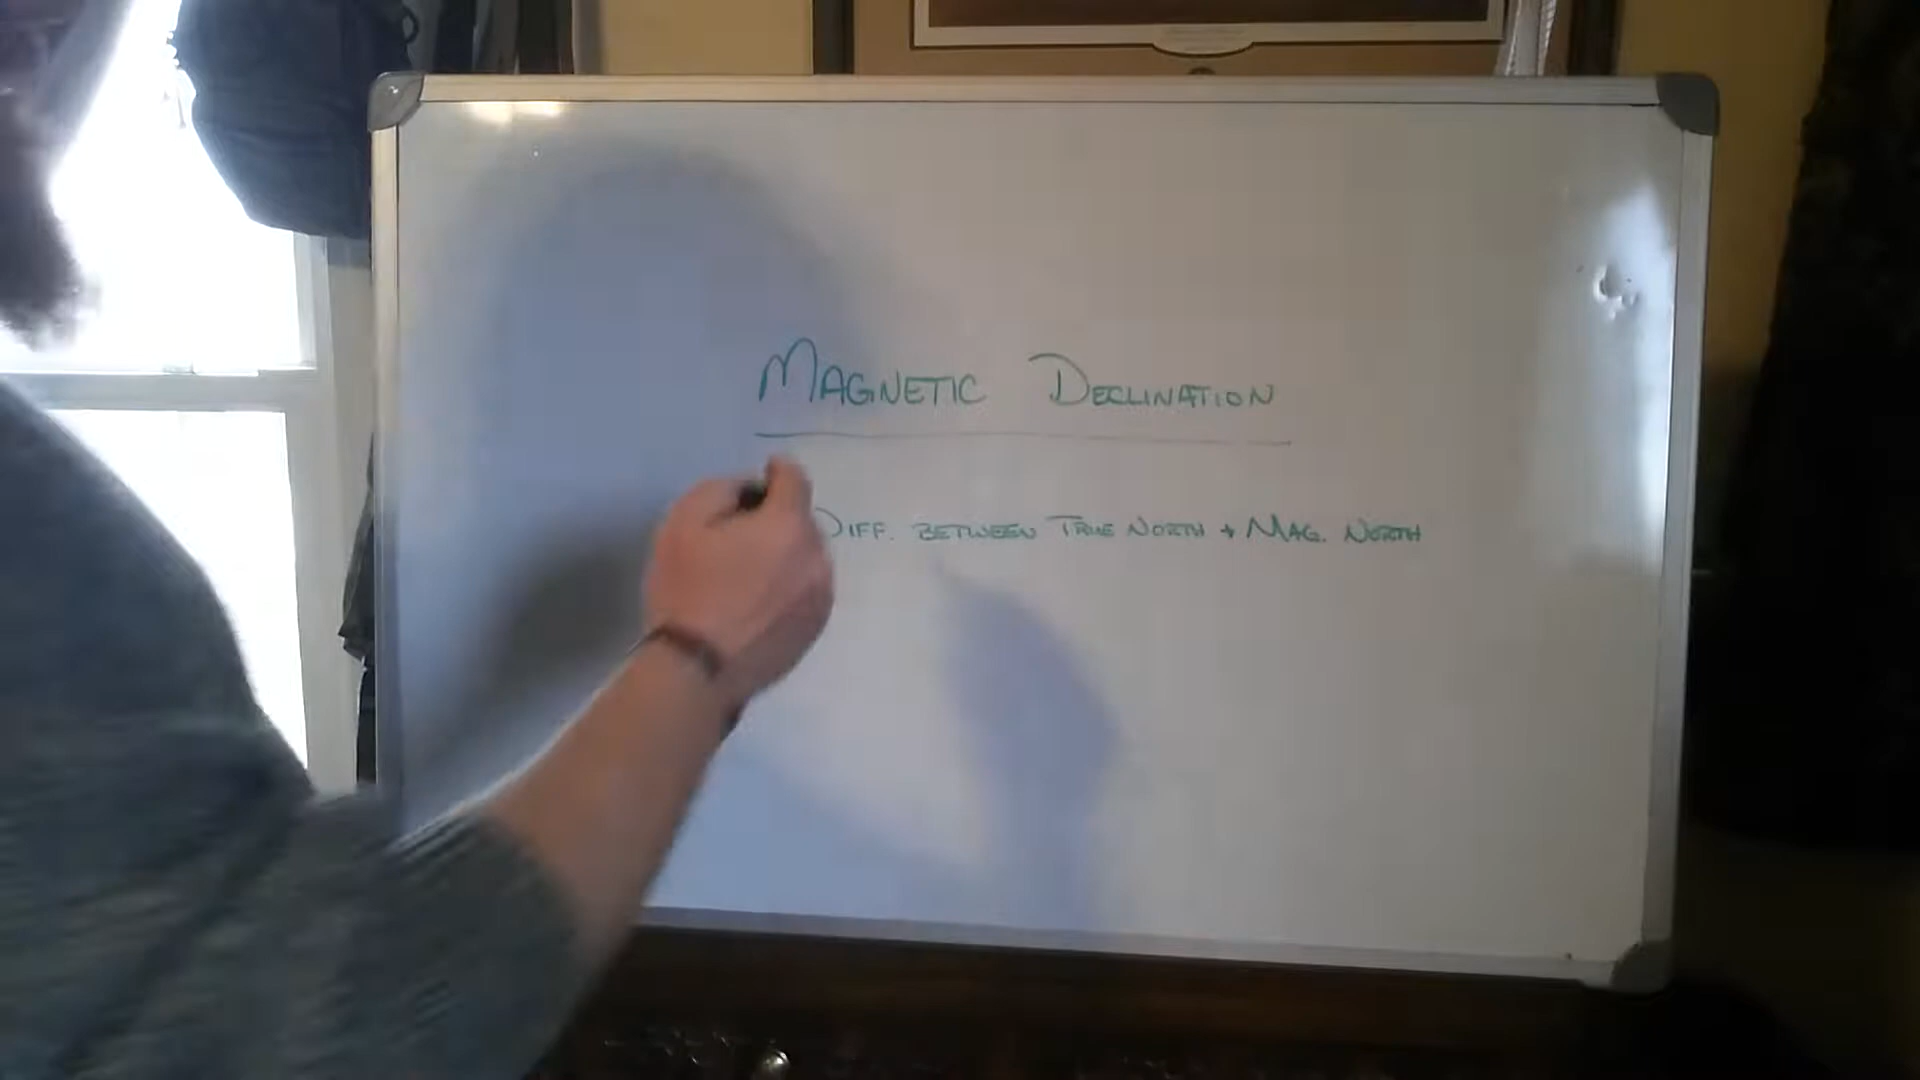 MAGNETIC DECLINATION
DIFF. BETWEEN TRUE NORTH + MAG. NORTH